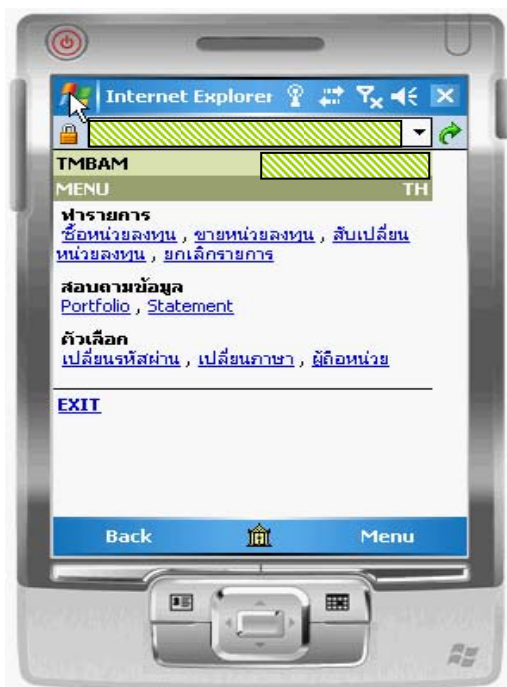 Internet Explorer
TMBAM
MENU TH
ทำรายการ
ซื้อหน่วยลงทุน , ขายหน่วยลงทุน , สับเปลี่ยน
หน่วยลงทุน , ยกเลิกรายการ
สอบถามข้อมูล
Portfolio , Statement
ตัวเลือก
เปลี่ยนรหัสผ่าน , เปลี่ยนภาษา , ผู้ถือหน่วย
EXIT
Back Menu